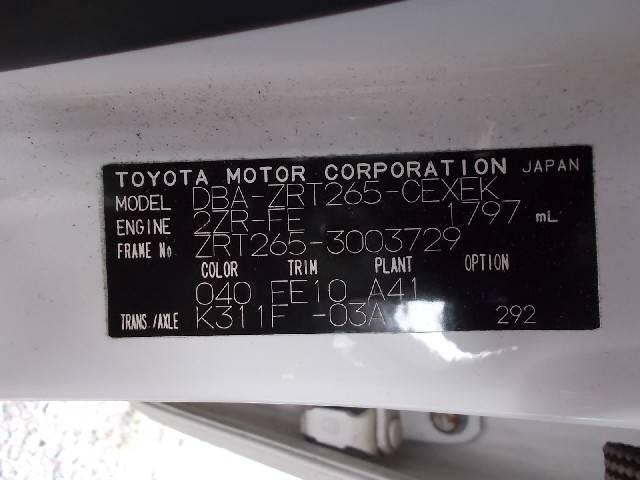 TOYOTA MOTOR CORPORATION JAPAN
MODEL DBA-ZRT265-CEXEK
ENGINE 2ZR-FE 1797 mL
FRAME No ZRT265-3003729
COLOR TRIM PLANT OPTION
040 EE10 A41
TRANS/AXLE K311F -03A 292